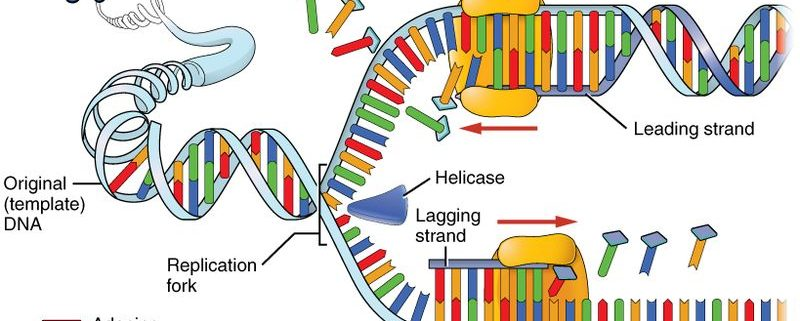 Leading strand
Helicase
Original
(template)
DNA
Lagging
strand
Replication
fork